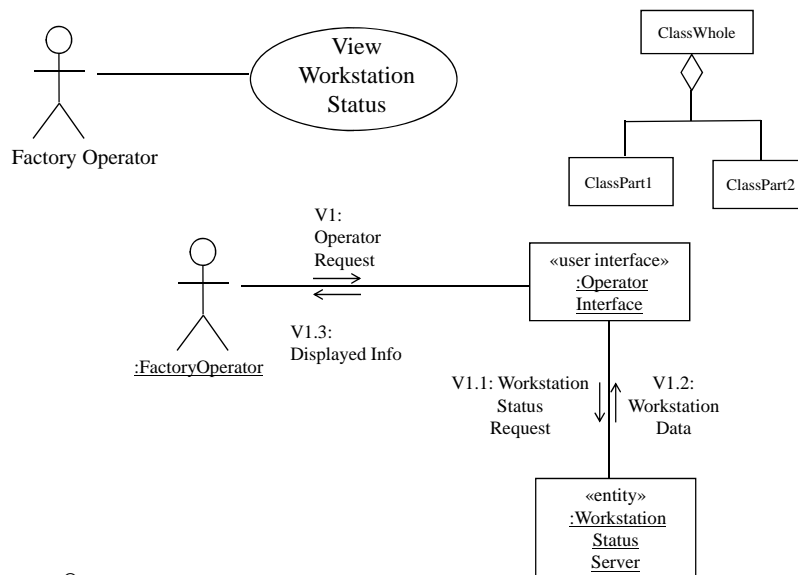 View
Workstation
Status
Factory Operator
ClassWhole
ClassPart1
ClassPart2
V1:
Operator
Request
V1.3:
Displayed Info
:FactoryOperator
«user interface»
:Operator
Interface
V1.1: Workstation
Status
Request
V1.2:
Workstation
Data
«entity»
:Workstation
Status
Server